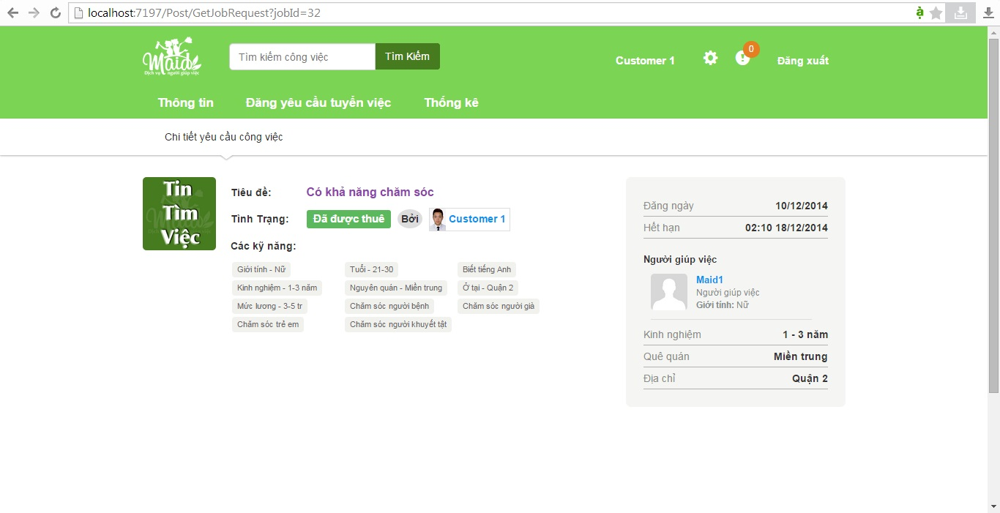 localhost:7197/Post/GetJobRequest?jobId=32
ạ̉
Maid
Dịch vụ người giúp việc
Tìm kiếm công việc
Tìm Kiếm
Customer 1
0
Đăng xuất
Thông tin
Đăng yêu cầu tuyển việc
Thống kê
Chi tiết yêu cầu công việc
Tin
Tìm
Việc
Tiêu đề:
Có khả năng chăm sóc
Tình Trạng:
Đã được thuê
Bởi
Customer 1
Các kỹ năng:
Giới tính - Nữ
Tuổi - 21-30
Biết tiếng Anh
Kinh nghiệm - 1-3 năm
Nguyên quán - Miền trung
Ở tại - Quận 2
Mức lương - 3-5 tr
Chăm sóc người bệnh
Chăm sóc người già
Chăm sóc trẻ em
Chăm sóc người khuyết tật
Đăng ngày
10/12/2014
Hết hạn
02:10 18/12/2014
Người giúp việc
Maid1
Người giúp việc
Giới tính: Nữ
Kinh nghiệm
1 - 3 năm
Quê quán
Miền trung
Địa chỉ
Quận 2